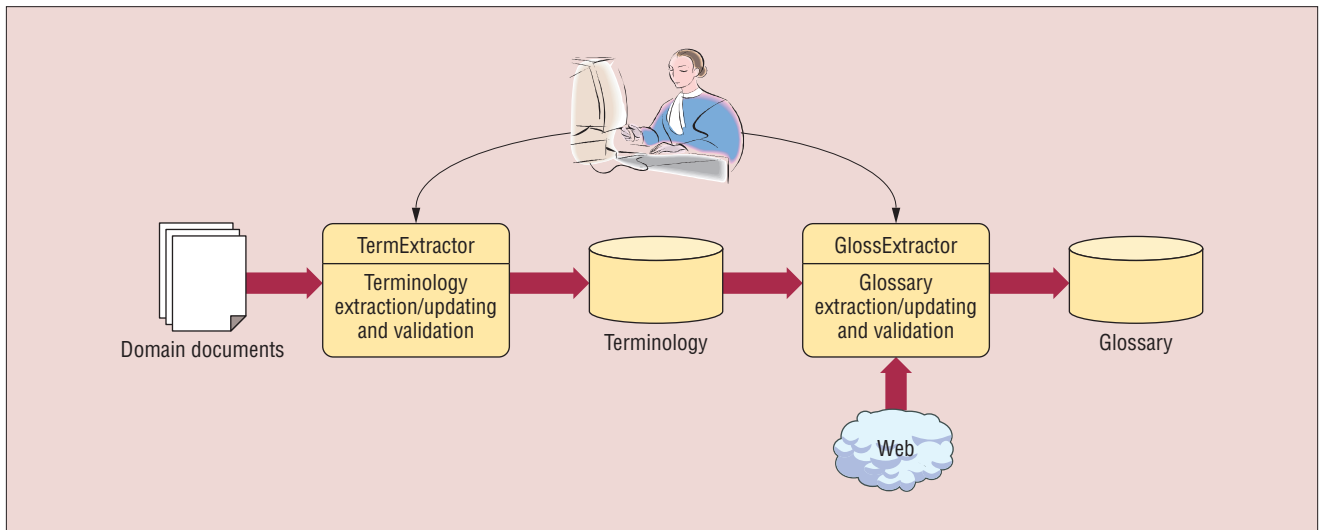 TermExtractor
Terminology
extraction/updating
and validation
Domain documents
Terminology
GlossExtractor
Glossary
extraction/updating
and validation
Glossary
Web